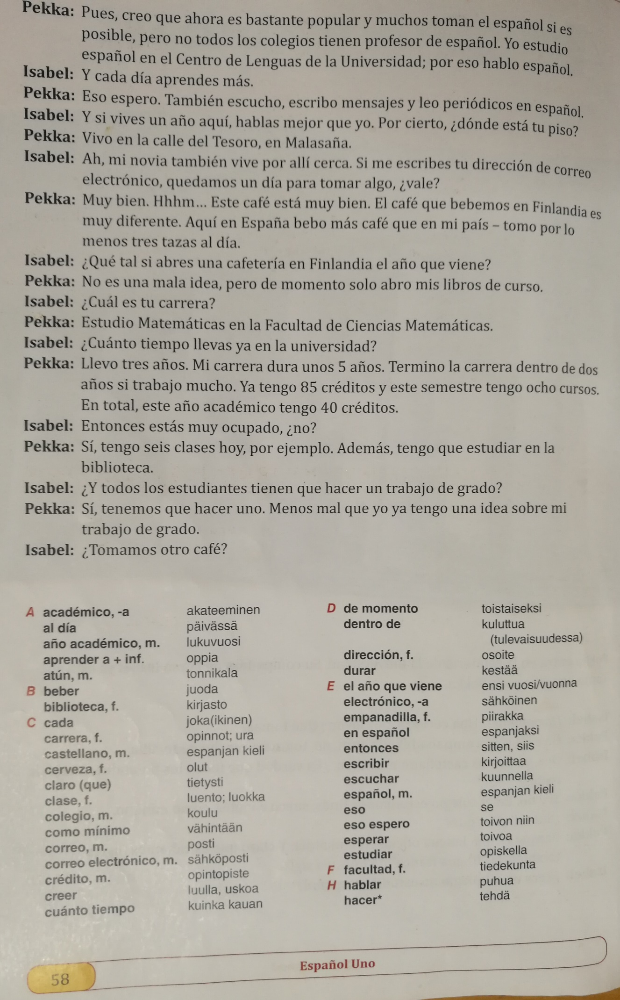 Pekka: Pues, creo que ahora es bastante popular y muchos toman el español si es
posible, pero no todos los colegios tienen profesor de español. Yo estudio
español en el Centro de Lenguas de la Universidad; por eso hablo español.
Isabel: Y cada día aprendes más.
Pekka: Eso espero. También escucho, escribo mensajes y leo periódicos en español.
Isabel: Y si vives un año aquí, hablas mejor que yo. Por cierto, ¿dónde está tu piso?
Pekka: Vivo en la calle del Tesoro, en Malasaña.
Isabel: Ah, mi novia también vive por allí cerca. Si me escribes tu dirección de correo
electrónico, quedamos un día para tomar algo, ¿vale?
Pekka: Muy bien. Hhhm... Este café está muy bien. El café que bebemos en Finlandia es
muy diferente. Aquí en España bebo más café que en mi país – tomo por lo
menos tres tazas al día.
Isabel: ¿Qué tal si abres una cafetería en Finlandia el año que viene?
Pekka: No es una mala idea, pero de momento solo abro mis libros de curso.
Isabel: ¿Cuál es tu carrera?
Pekka: Estudio Matemáticas en la Facultad de Ciencias Matemáticas.
Isabel: ¿Cuánto tiempo llevas ya en la universidad?
Pekka: Llevo tres años. Mi carrera dura unos 5 años. Termino la carrera dentro de dos
años si trabajo mucho. Ya tengo 85 créditos y este semestre tengo ocho cursos.
En total, este año académico tengo 40 créditos.
Isabel: Entonces estás muy ocupado, ¿no?
Pekka: Sí, tengo seis clases hoy, por ejemplo. Además, tengo que estudiar en la
biblioteca.
Isabel: ¿Y todos los estudiantes tienen que hacer un trabajo de grado?
Pekka: Sí, tenemos que hacer uno. Menos mal que yo ya tengo una idea sobre mi
trabajo de grado.
Isabel: ¿Tomamos otro café?
A académico, -a akateeminen
al día päivässä
año académico, m. lukuvuosi
aprender a + inf. oppia
atún, m. tonnikala
B beber juoda
biblioteca, f. kirjasto
C cada joka(ikinen)
carrera, f. opinnot; ura
castellano, m. espanjan kieli
cerveza, f. olut
claro (que) tietysti
clase, f. luento; luokka
colegio, m. koulu
como mínimo vähintään
correo, m. posti
correo electrónico, m. sähköposti
crédito, m. opintopiste
creer luulla, uskoa
cuánto tiempo kuinka kauan
D de momento toistaiseksi
dentro de kuluttua
(tulevaisuudessa)
dirección, f. osoite
durar kestää
E el año que viene ensi vuosi/vuonna
electrónico, -a sähköinen
empanadilla, f. piirakka
en español espanjaksi
entonces sitten, siis
escribir kirjoittaa
escuchar kuunnella
español, m. espanjan kieli
eso se
eso espero toivon niin
esperar toivoa
estudiar opiskella
F facultad, f. tiedekunta
H hablar puhua
hacer* tehdä
Español Uno
58